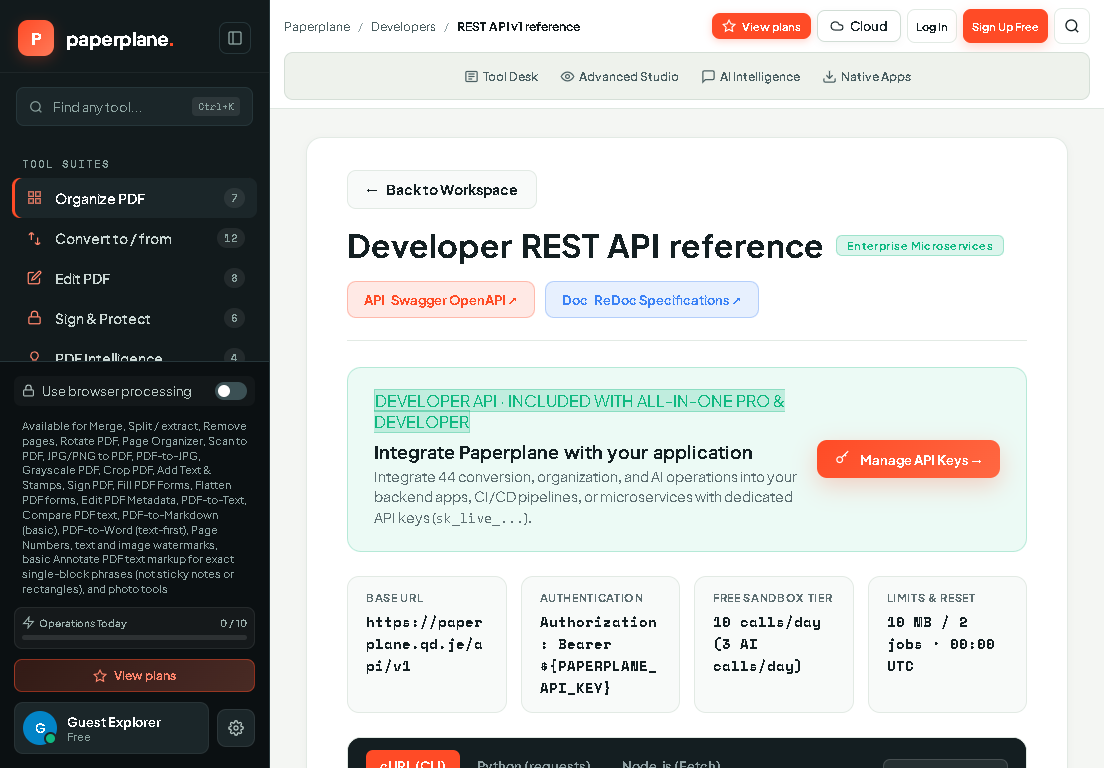 P paperplane.
Find any tool... Ctrl+K
TOOL SUITES
Organize PDF 7
Convert to / from 12
Edit PDF 8
Sign & Protect 6
PDF Intelligence 4
Use browser processing
Available for Merge, Split / extract, Remove
pages, Rotate PDF, Page Organizer, Scan to
PDF, JPG/PNG to PDF, PDF-to-JPG,
Grayscale PDF, Crop PDF, Add Text &
Stamps, Sign PDF, Fill PDF Forms, Flatten
PDF forms, Edit PDF Metadata, PDF-to-Text,
Compare PDF text, PDF-to-Markdown
(basic), PDF-to-Word (text-first), Page
Numbers, text and image watermarks,
basic Annotate PDF text markup for exact
single-block phrases (not sticky notes or
rectangles), and photo tools
Operations Today 0 / 10
View plans
G Guest Explorer
Free
Paperplane / Developers / REST API v1 reference
View plans
Cloud
Log In
Sign Up Free
Tool Desk
Advanced Studio
AI Intelligence
Native Apps
← Back to Workspace
Developer REST API reference
Enterprise Microservices
API Swagger OpenAPI ↗
Doc ReDoc Specifications ↗
DEVELOPER API · INCLUDED WITH ALL-IN-ONE PRO &
DEVELOPER
Integrate Paperplane with your application
Integrate 44 conversion, organization, and AI operations into your
backend apps, CI/CD pipelines, or microservices with dedicated
API keys (sk_live_...).
Manage API Keys →
BASE URL
https://paper
plane.qd.je/a
pi/v1
AUTHENTICATION
Authorization
: Bearer
${PAPERPLANE_
API_KEY}
FREE SANDBOX TIER
10 calls/day
(3 AI
calls/day)
LIMITS & RESET
10 MB / 2
jobs · 00:00
UTC
cURL (CLI)
Python (requests)
Node.js (Fetch)